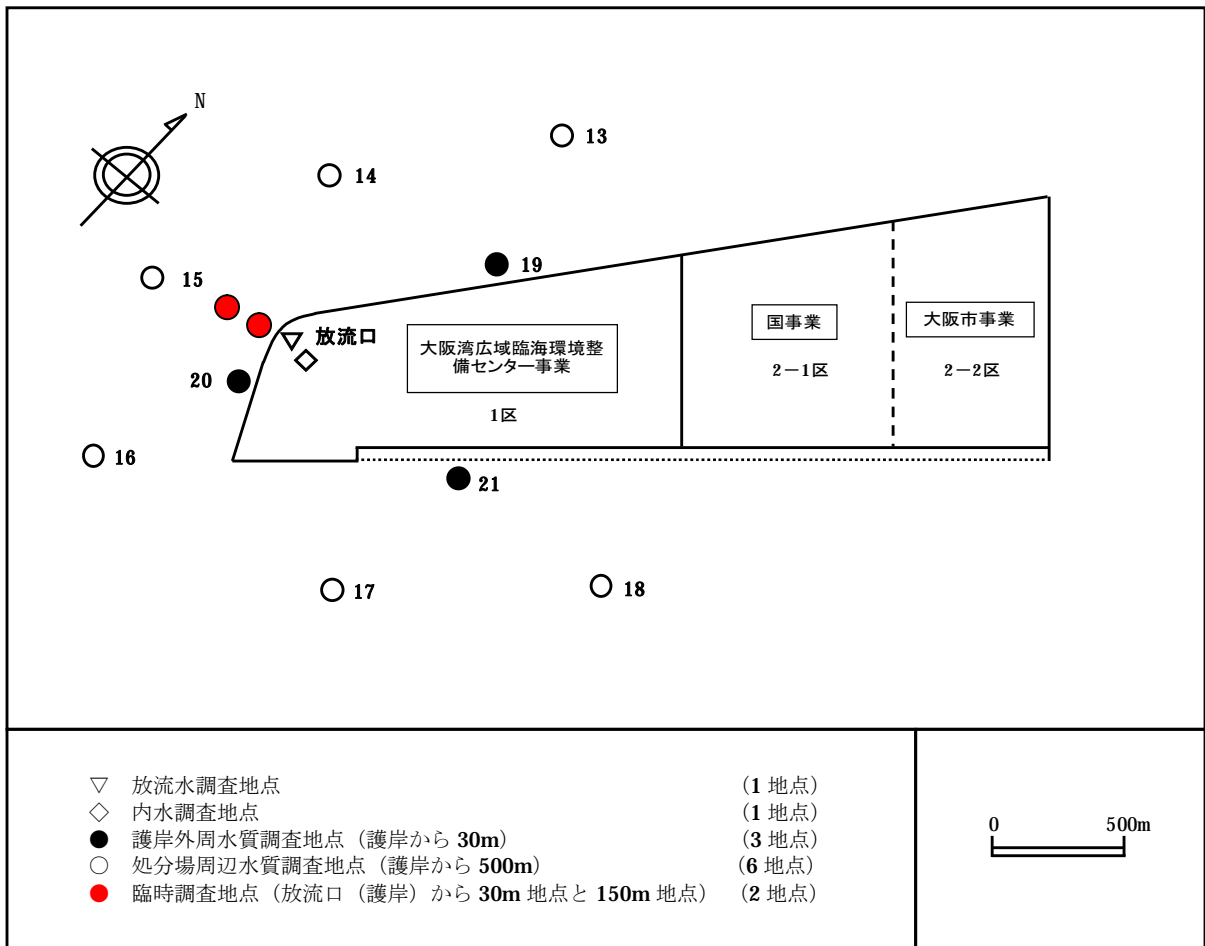 N
13
14
19
15
放流口
20
16
大阪湾広域臨海環境整
備センター事業
1区
国事業
2－1区
大阪市事業
2－2区
21
17
18
▽ 放流水調査地点 (1 地点)
◇ 内水調査地点 (1 地点)
● 護岸外周水質調査地点（護岸から 30m） (3 地点)
○ 処分場周辺水質調査地点（護岸から 500m） (6 地点)
● 臨時調査地点（放流口（護岸）から 30m 地点と 150m 地点） (2 地点)
0 500m